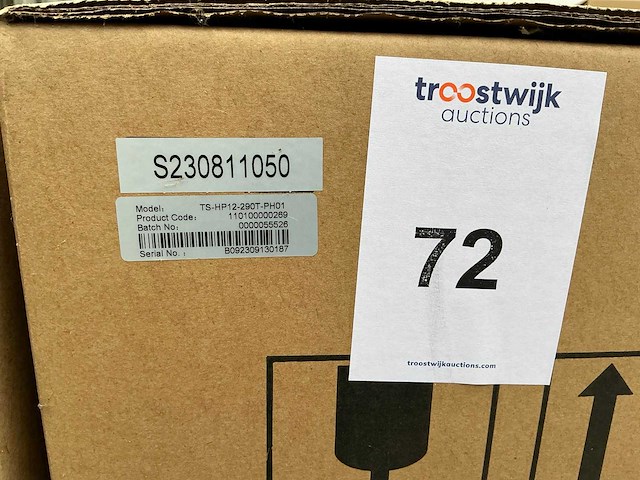 S230811050
Model: TS-HP12-290T-PH01
Product Code: 110100000269
Batch No: 0000055526
Serial No. : B092309130187
troostwijk
auctions
72
troostwijkauctions.com